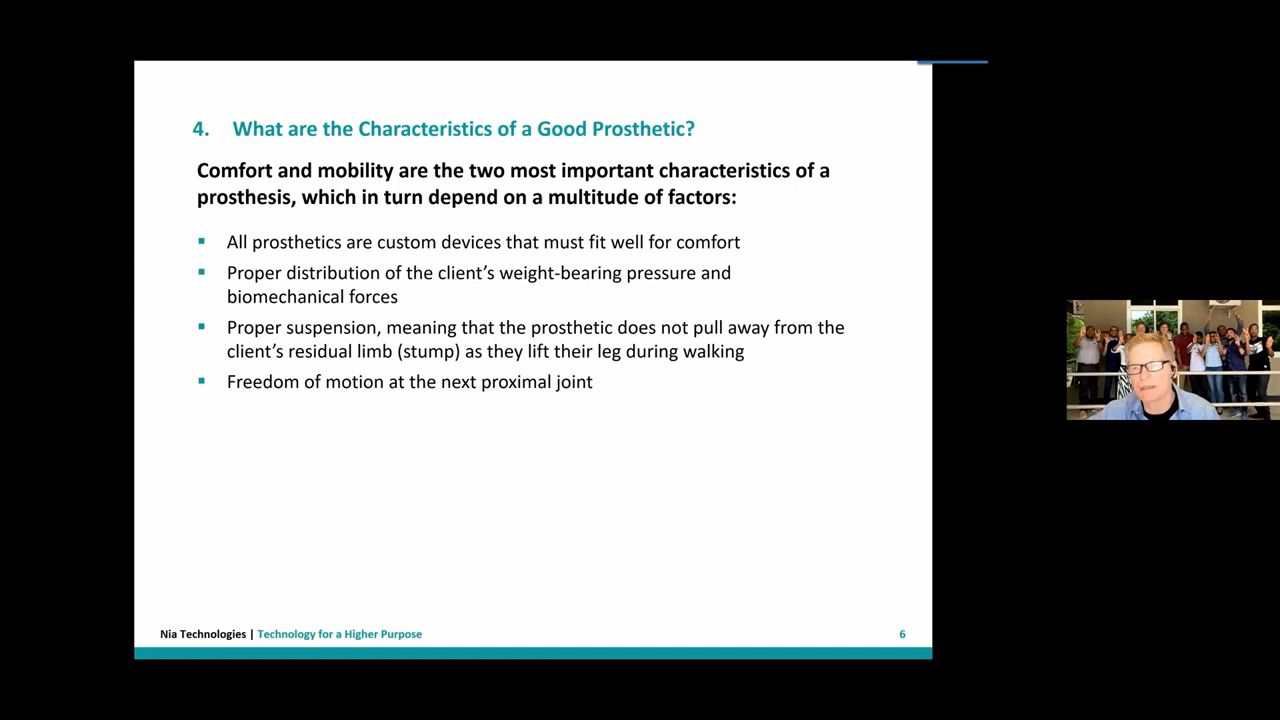 4. What are the Characteristics of a Good Prosthetic?
Comfort and mobility are the two most important characteristics of a
prosthesis, which in turn depend on a multitude of factors:
▪ All prosthetics are custom devices that must fit well for comfort
▪ Proper distribution of the client’s weight-bearing pressure and
biomechanical forces
▪ Proper suspension, meaning that the prosthetic does not pull away from the
client’s residual limb (stump) as they lift their leg during walking
▪ Freedom of motion at the next proximal joint
Nia Technologies | Technology for a Higher Purpose 6